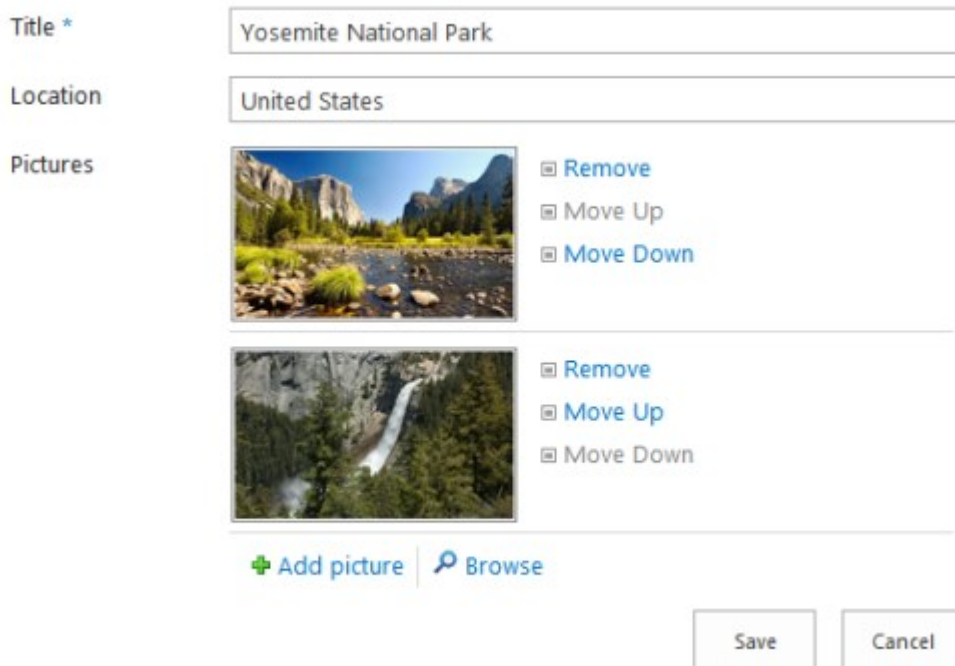 Title *
Yosemite National Park
Location
United States
Pictures
Remove
Move Up
Move Down
Remove
Move Up
Move Down
Add picture
Browse
Save
Cancel